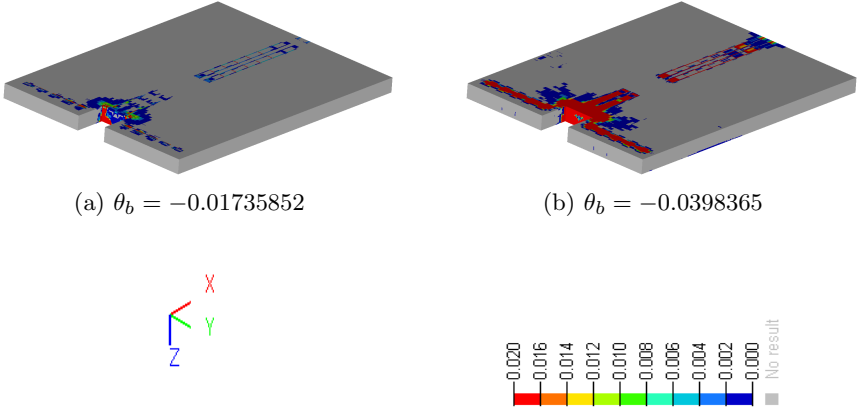 (a) θ_b = −0.01735852
(b) θ_b = −0.0398365
X
Y
Z
0.020
0.016
0.014
0.012
0.010
0.008
0.006
0.004
0.002
0.000
No result